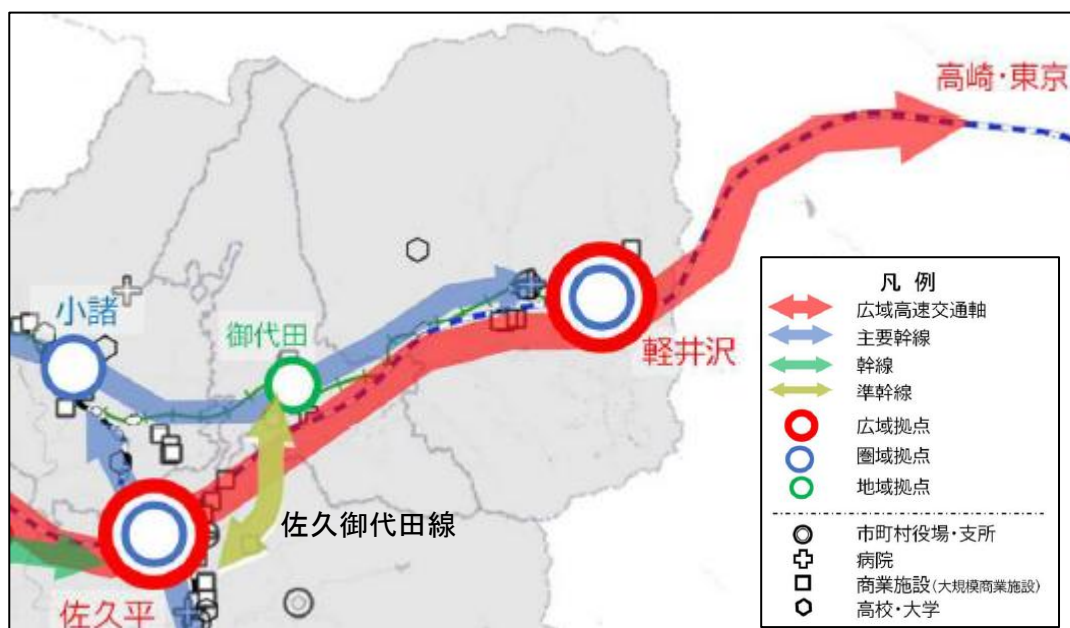 高崎・東京
小諸
御代田
軽井沢
佐久御代田線
佐久平
凡 例
広域高速交通軸
主要幹線
幹線
準幹線
広域拠点
圏域拠点
地域拠点
市町村役場・支所
病院
商業施設(大規模商業施設)
高校・大学